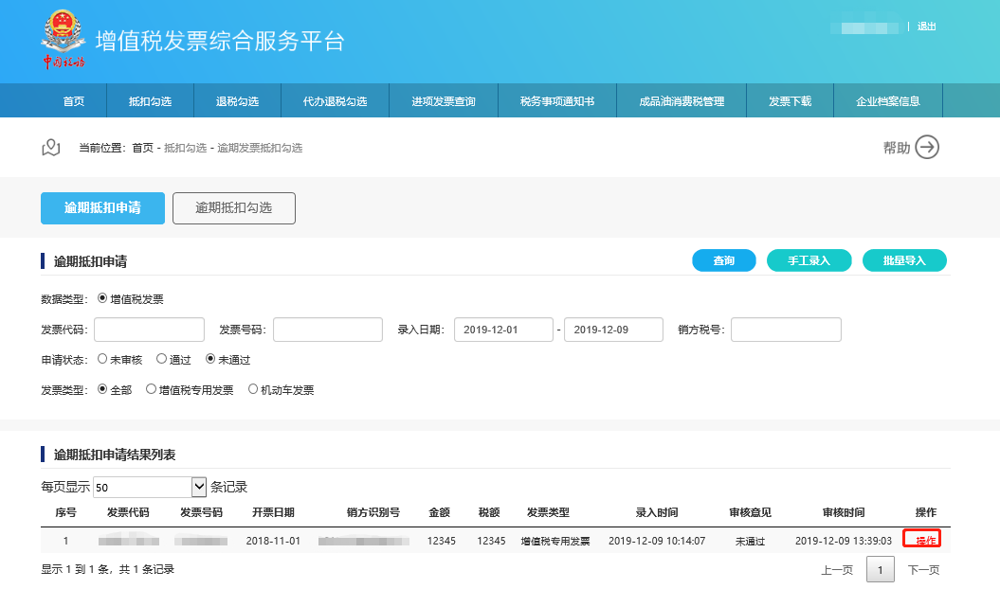 中国税务
增值税发票综合服务平台
| 退出
首页 抵扣勾选 退税勾选 代办退税勾选 进项发票查询 税务事项通知书 成品油消费税管理 发票下载 企业档案信息
当前位置：首页 - 抵扣勾选 - 逾期发票抵扣勾选 帮助
逾期抵扣申请 逾期抵扣勾选
逾期抵扣申请 查询 手工录入 批量导入
数据类型： 增值税发票
发票代码： 发票号码： 录入日期： 2019-12-01 - 2019-12-09 销方税号：
申请状态： 未审核 通过 未通过
发票类型： 全部 增值税专用发票 机动车发票
逾期抵扣申请结果列表
每页显示 50 条记录
序号 发票代码 发票号码 开票日期 销方识别号 金额 税额 发票类型 录入时间 审核意见 审核时间 操作
1 2018-11-01 12345 12345 增值税专用发票 2019-12-09 10:14:07 未通过 2019-12-09 13:39:03 操作
显示 1 到 1 条，共 1 条记录 上一页 1 下一页